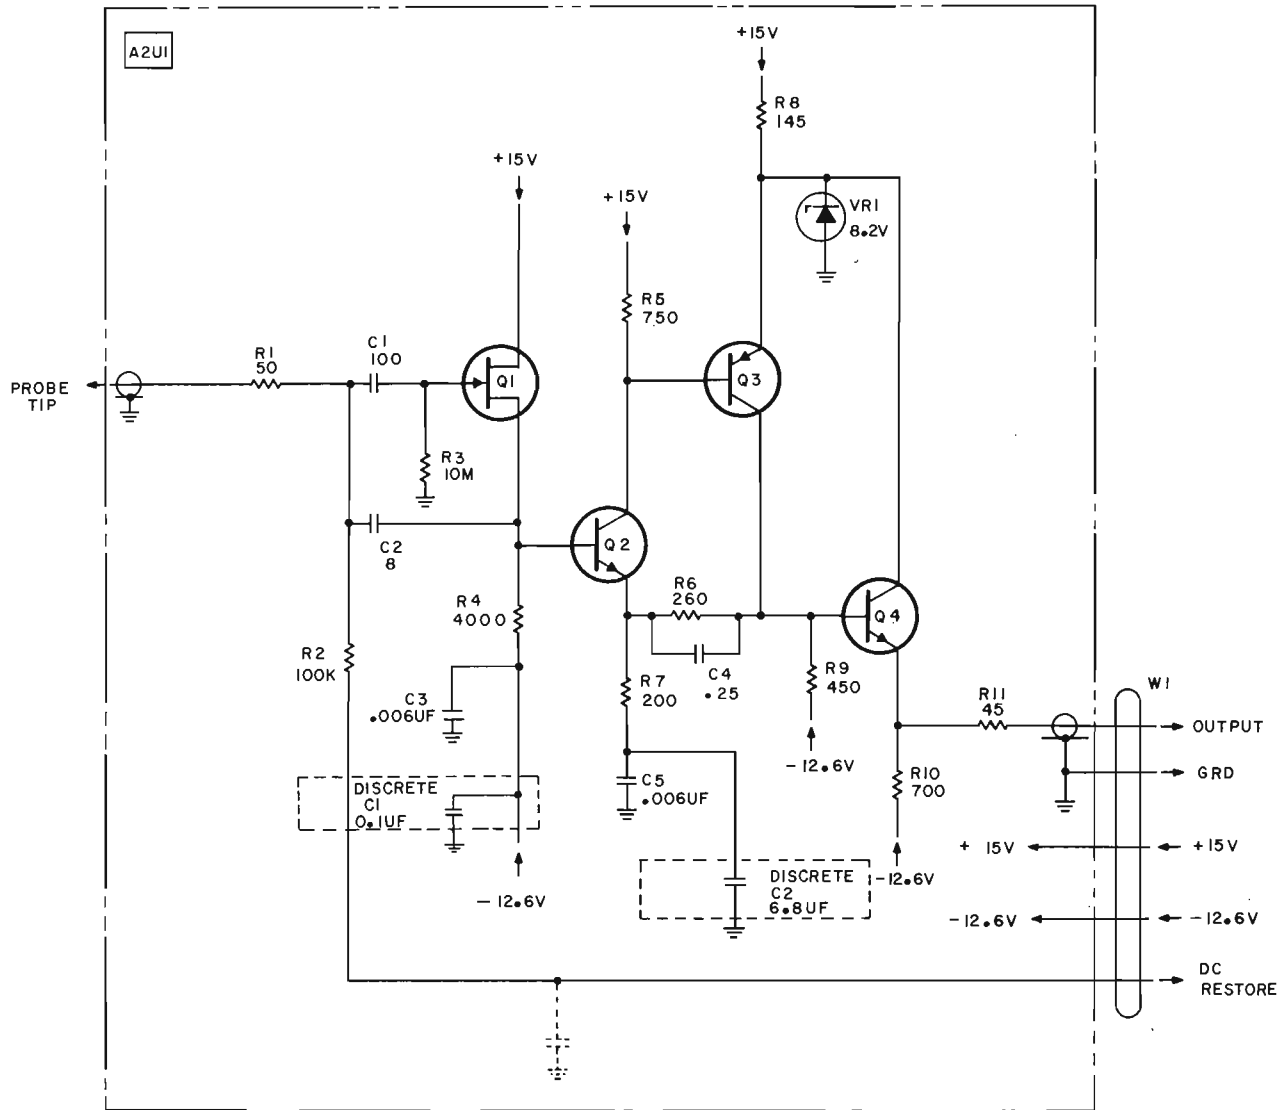 A2U1
+15V
R8
145
+15V
+15V
VR1
8.2V
R5
750
R1
50
C1
100
Q1
Q3
PROBE
TIP
R3
10M
Q2
C2
8
R6
260
R4
4000
Q4
R2
100K
C4
.25
R7
200
R9
450
C3
.006UF
R11
45
W1
OUTPUT
-12.6V
GRD
C5
.006UF
R10
700
DISCRETE
C1
0.1UF
+ 15V
+15V
DISCRETE
C2
6.8UF
-12.6V
-12.6V
-12.6V
-12.6V
DC
RESTORE